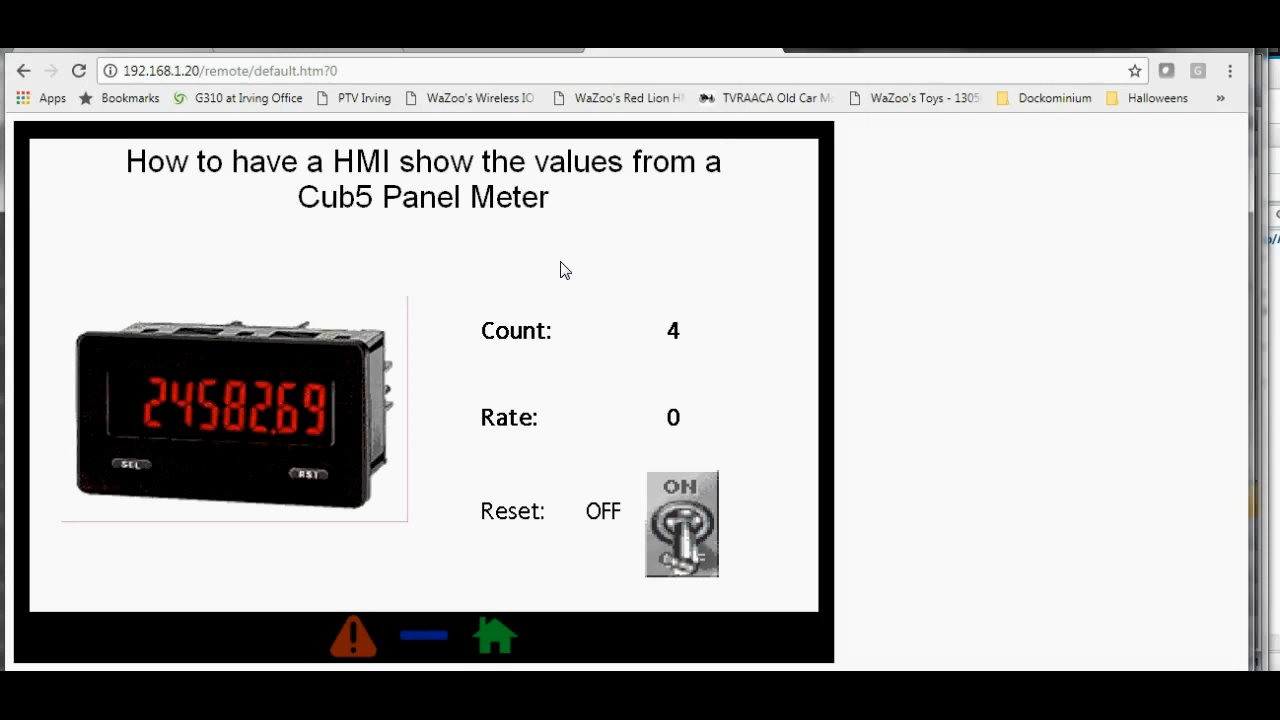 192.168.1.20/remote/default.htm?0
Apps Bookmarks G310 at Irving Office PTV Irving WaZoo's Wireless IO WaZoo's Red Lion TVRAACA Old Car WaZoo's Toys - 1305 Dockominium Halloweens »
How to have a HMI show the values from a
Cub5 Panel Meter
Count: 4
245826.9
SEL RST
Rate: 0
ON
Reset: OFF